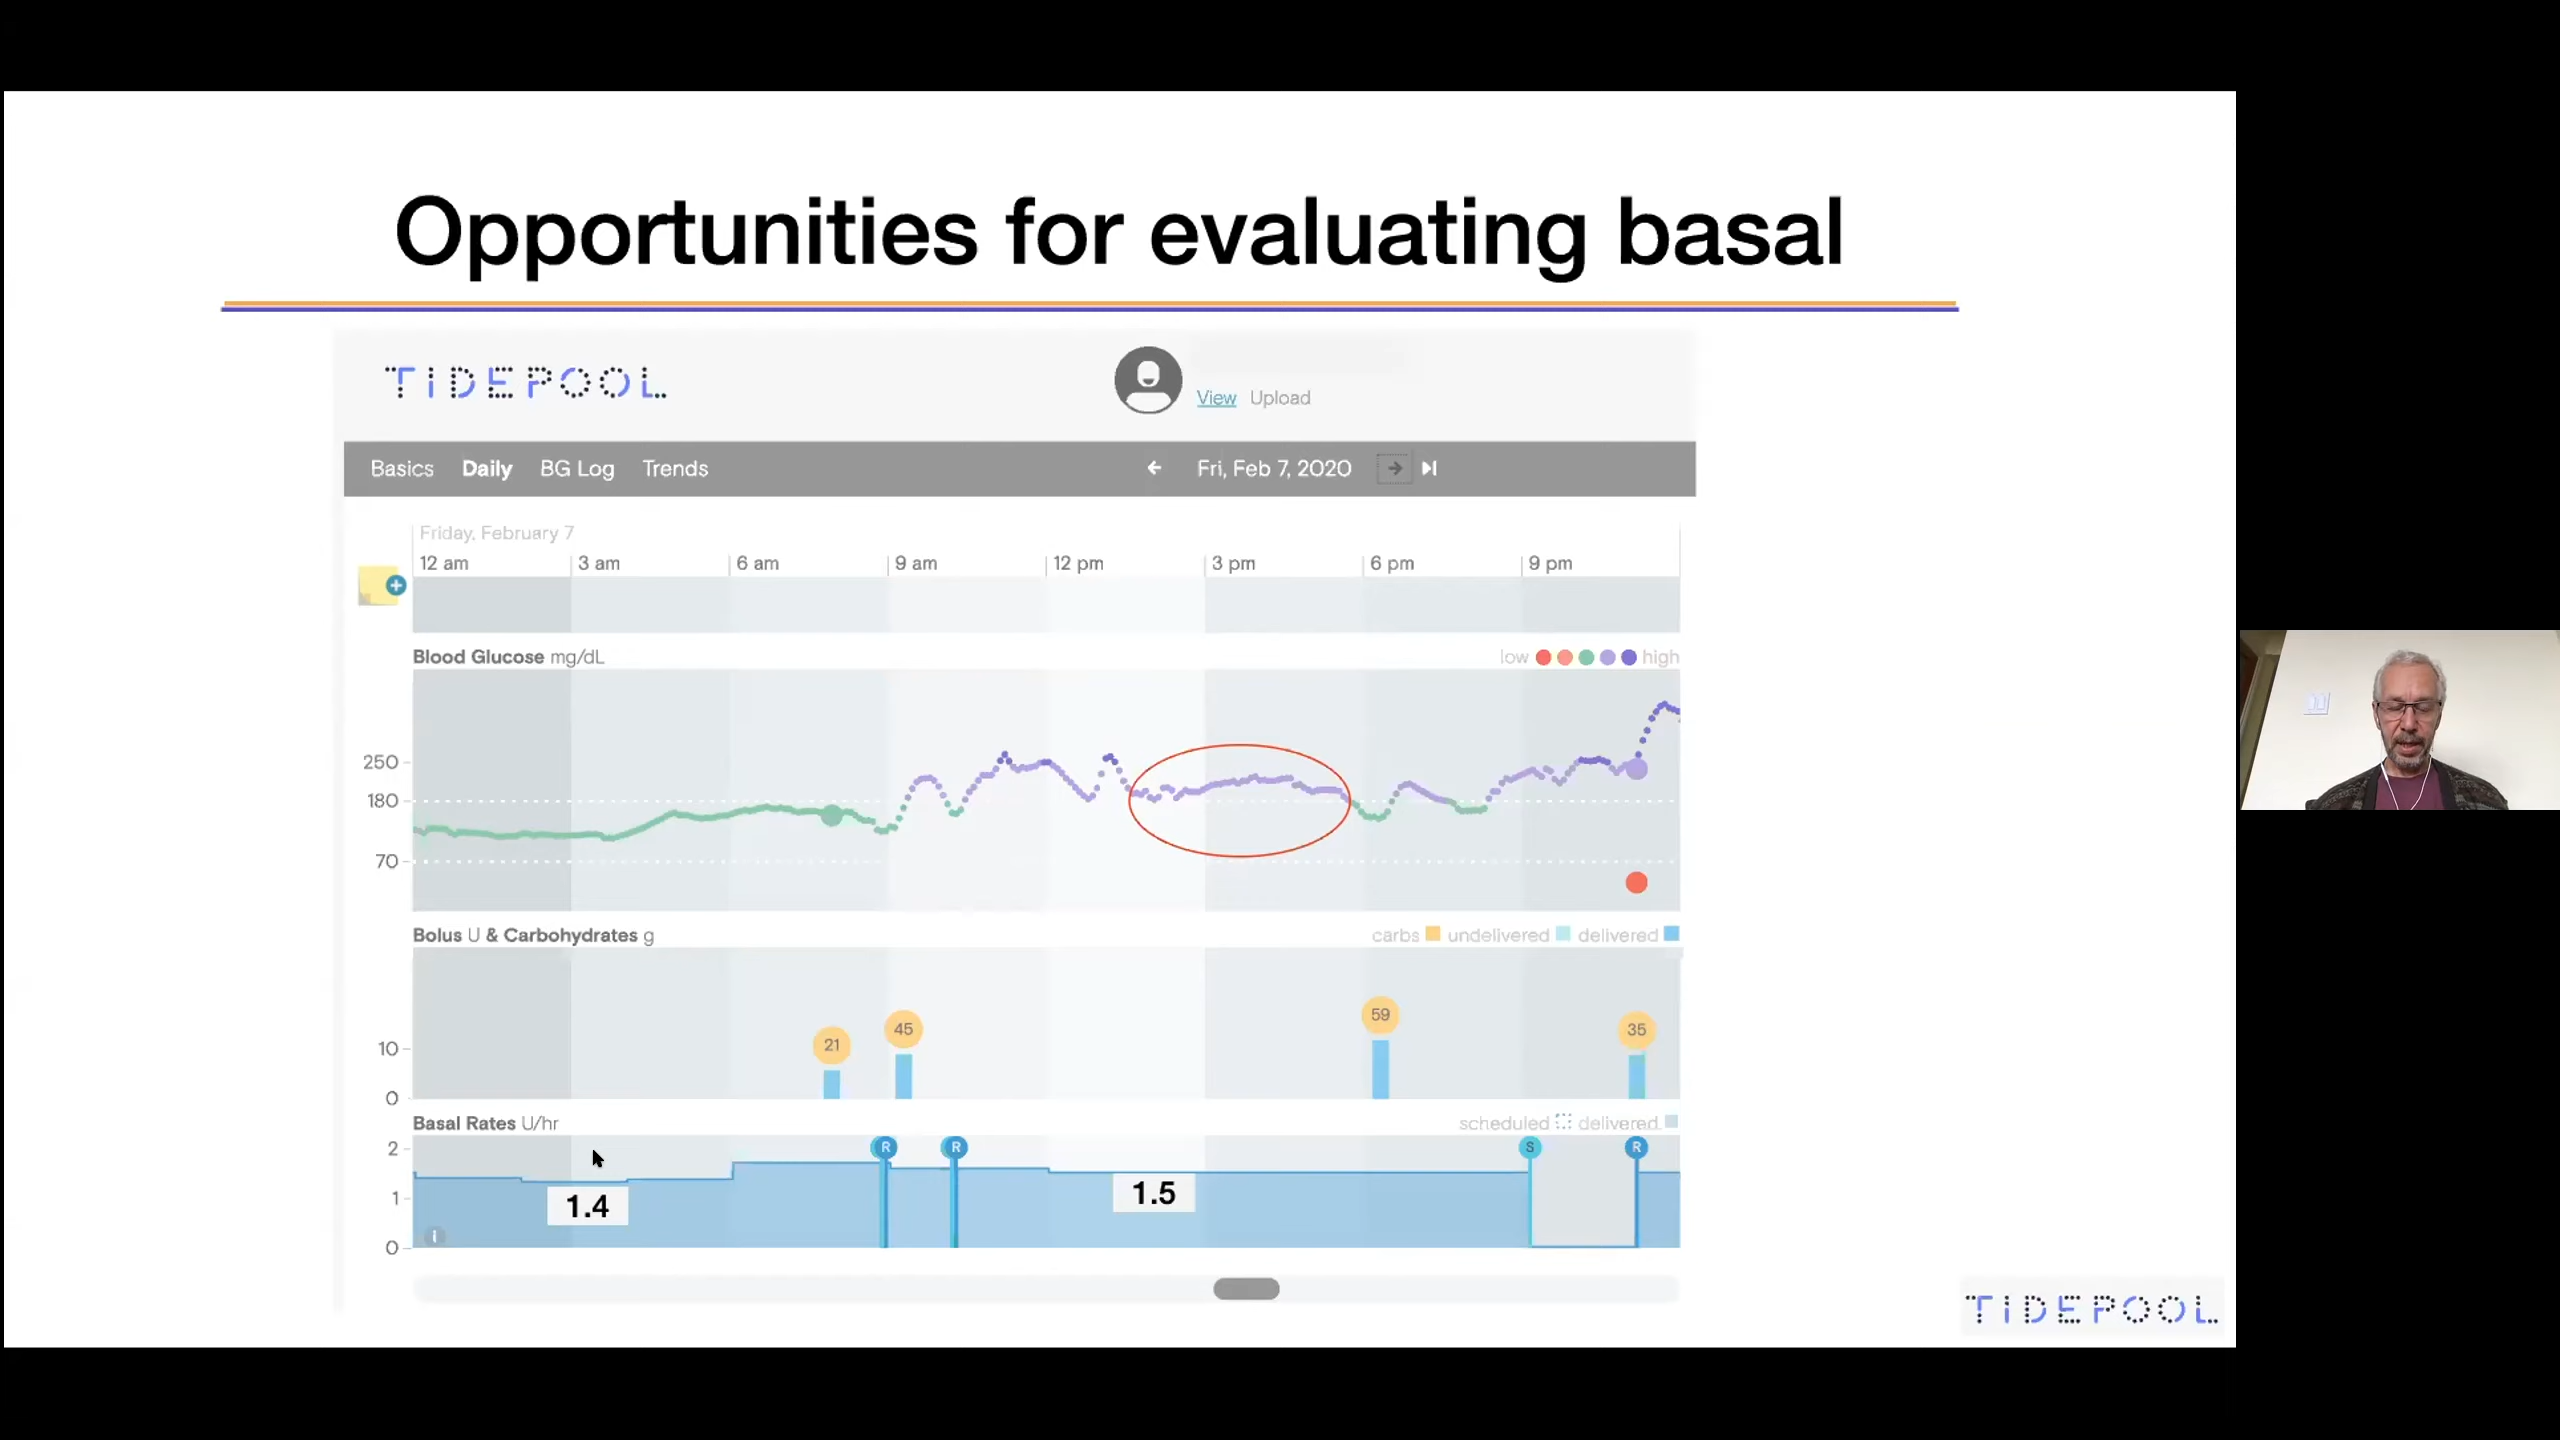 Opportunities for evaluating basal
TIDEPOOL
View Upload
Basics Daily BG Log Trends Fri, Feb 7, 2020
Friday, February 7
12 am 3 am 6 am 9 am 12 pm 3 pm 6 pm 9 pm
Blood Glucose mg/dL low high
250
180
70
Bolus U & Carbohydrates g carbs undelivered delivered
59
45 35
21
10
0
Basal Rates U/hr scheduled delivered
2 R R S R
1 1.4 1.5
0 i
TIDEPOOL